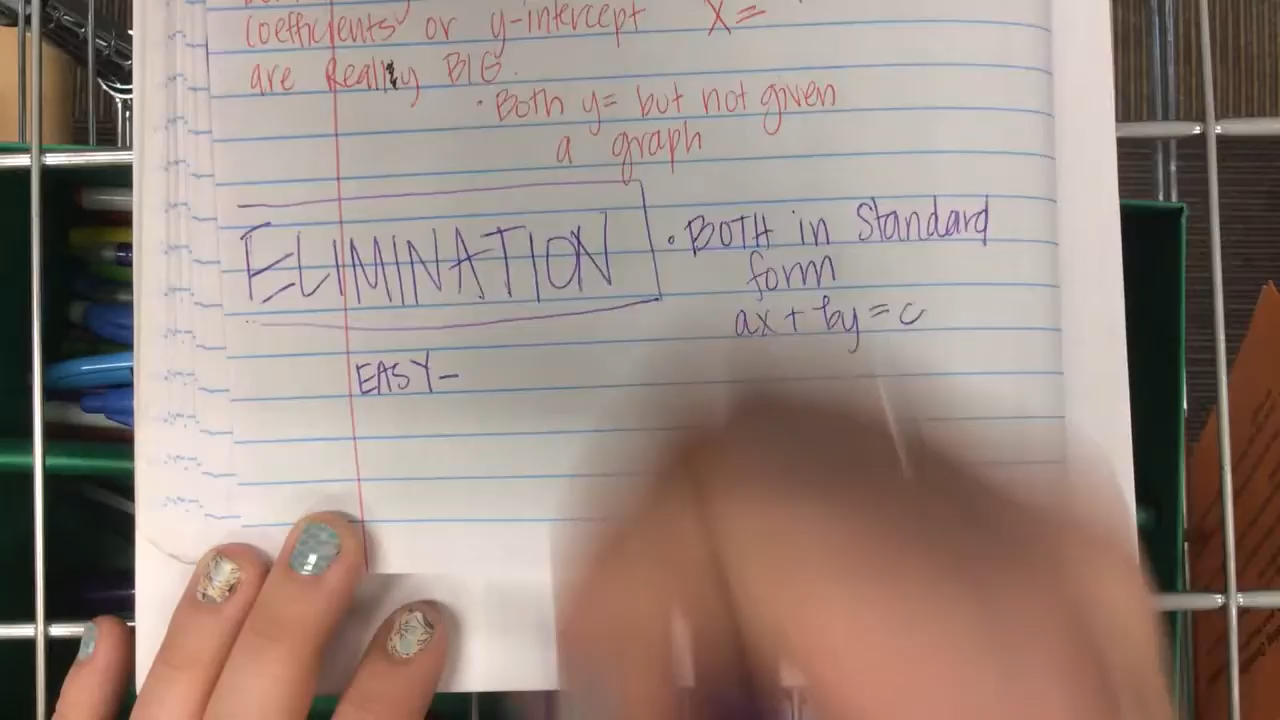 coefficients or y-intercept X=
are Really BIG.
• Both y= but not given
a graph
ELIMINATION • BOTH in Standard
form
ax + by = c
EASY-